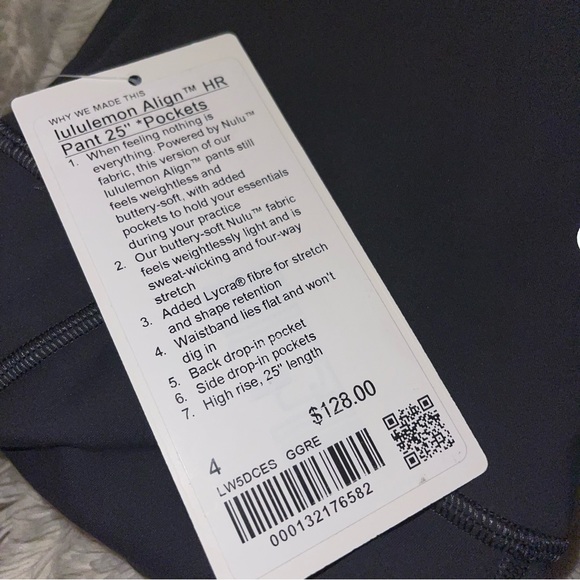 WHY WE MADE THIS
lululemon Align™ HR
Pant 25" *Pockets
1. When feeling nothing is
everything. Powered by Nulu™
fabric, this version of our
lululemon Align™ pants still
feels weightless and
buttery-soft, with added
pockets to hold your essentials
during your practice
2. Our buttery-soft Nulu™ fabric
feels weightlessly light and is
sweat-wicking and four-way
stretch
3. Added Lycra® fibre for stretch
and shape retention
4. Waistband lies flat and won't
dig in
5. Back drop-in pocket
6. Side drop-in pockets
7. High rise, 25" length
$128.00
4
LW5DCES GGRE
000132176582